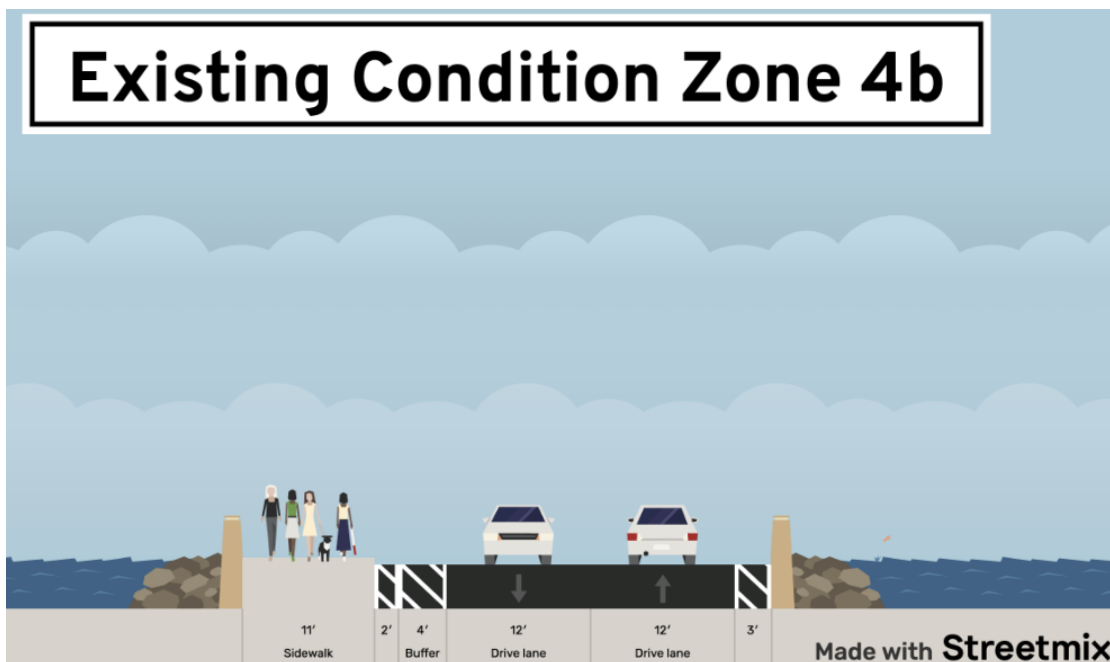 Existing Condition Zone 4b
11' 2' 4' 12' 12' 3'
Sidewalk Buffer Drive lane Drive lane
Made with Streetmix